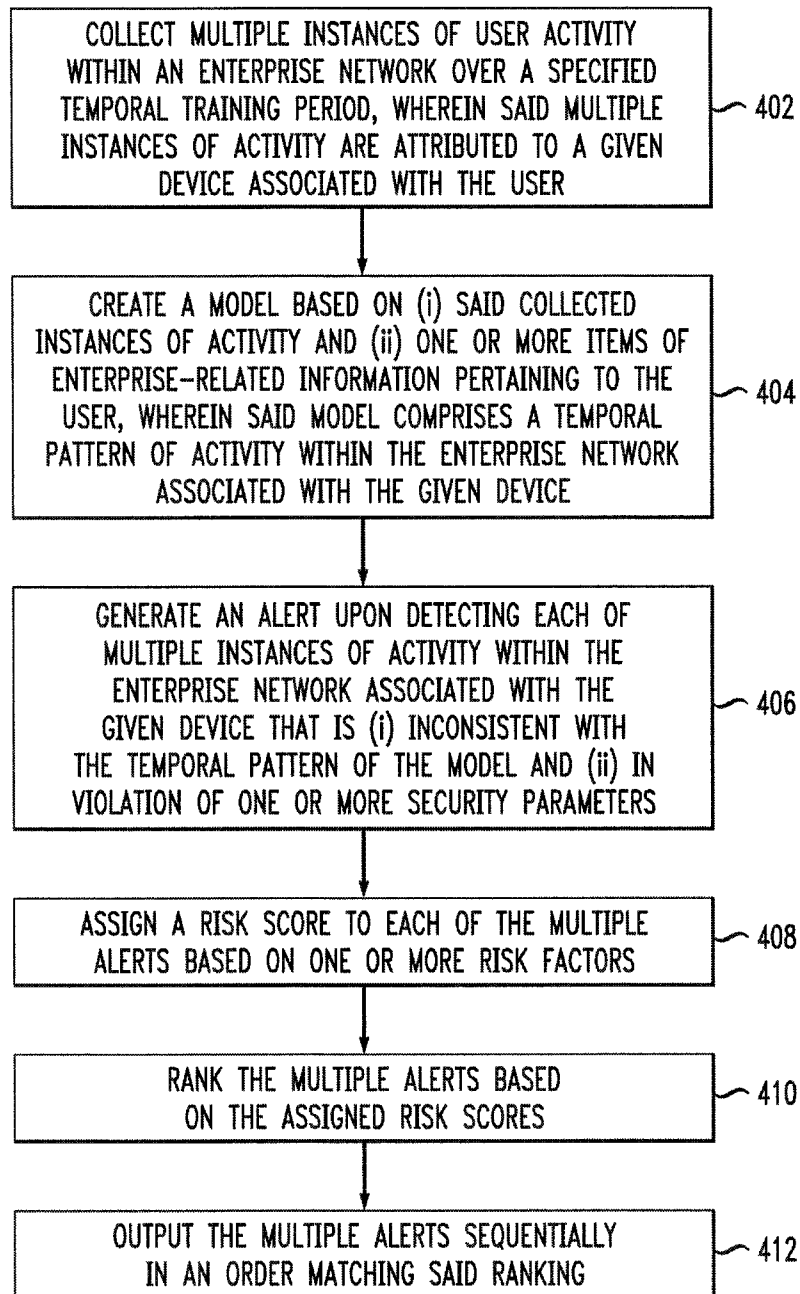 COLLECT MULTIPLE INSTANCES OF USER ACTIVITY
WITHIN AN ENTERPRISE NETWORK OVER A SPECIFIED
TEMPORAL TRAINING PERIOD, WHEREIN SAID MULTIPLE
INSTANCES OF ACTIVITY ARE ATTRIBUTED TO A GIVEN
DEVICE ASSOCIATED WITH THE USER
402
CREATE A MODEL BASED ON (i) SAID COLLECTED
INSTANCES OF ACTIVITY AND (ii) ONE OR MORE ITEMS OF
ENTERPRISE-RELATED INFORMATION PERTAINING TO THE
USER, WHEREIN SAID MODEL COMPRISES A TEMPORAL
PATTERN OF ACTIVITY WITHIN THE ENTERPRISE NETWORK
ASSOCIATED WITH THE GIVEN DEVICE
404
GENERATE AN ALERT UPON DETECTING EACH OF
MULTIPLE INSTANCES OF ACTIVITY WITHIN THE
ENTERPRISE NETWORK ASSOCIATED WITH THE
GIVEN DEVICE THAT IS (i) INCONSISTENT WITH
THE TEMPORAL PATTERN OF THE MODEL AND (ii) IN
VIOLATION OF ONE OR MORE SECURITY PARAMETERS
406
ASSIGN A RISK SCORE TO EACH OF THE MULTIPLE
ALERTS BASED ON ONE OR MORE RISK FACTORS
408
RANK THE MULTIPLE ALERTS BASED
ON THE ASSIGNED RISK SCORES
410
OUTPUT THE MULTIPLE ALERTS SEQUENTIALLY
IN AN ORDER MATCHING SAID RANKING
412